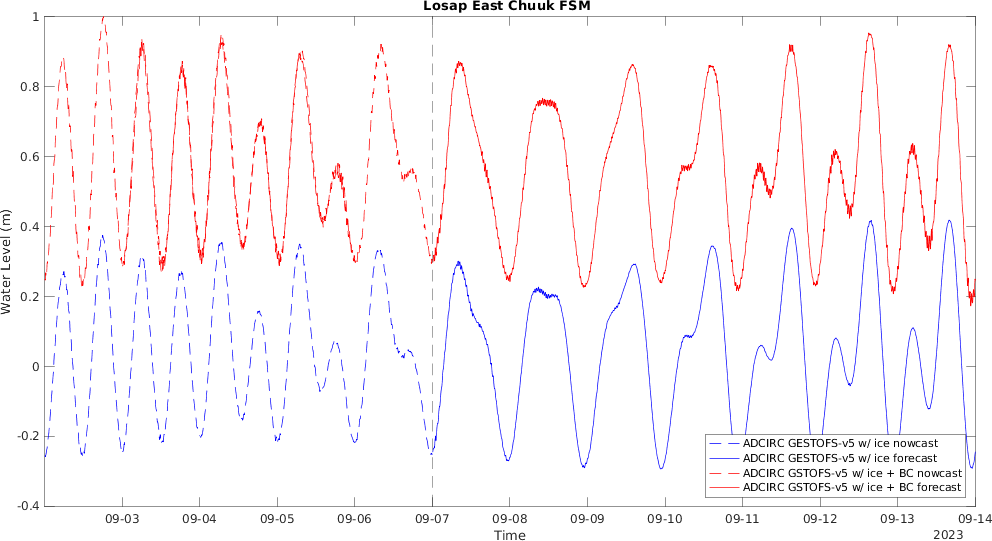 Losap East Chuuk FSM
1
0.8
0.6
0.4
0.2
0
-0.2
-0.4
Water Level (m)
ADCIRC GESTOFS-v5 w/ ice nowcast
ADCIRC GESTOFS-v5 w/ ice forecast
ADCIRC GSTOFS-v5 w/ ice + BC nowcast
ADCIRC GSTOFS-v5 w/ ice + BC forecast
09-03 09-04 09-05 09-06 09-07 09-08 09-09 09-10 09-11 09-12 09-13 09-14
Time
2023